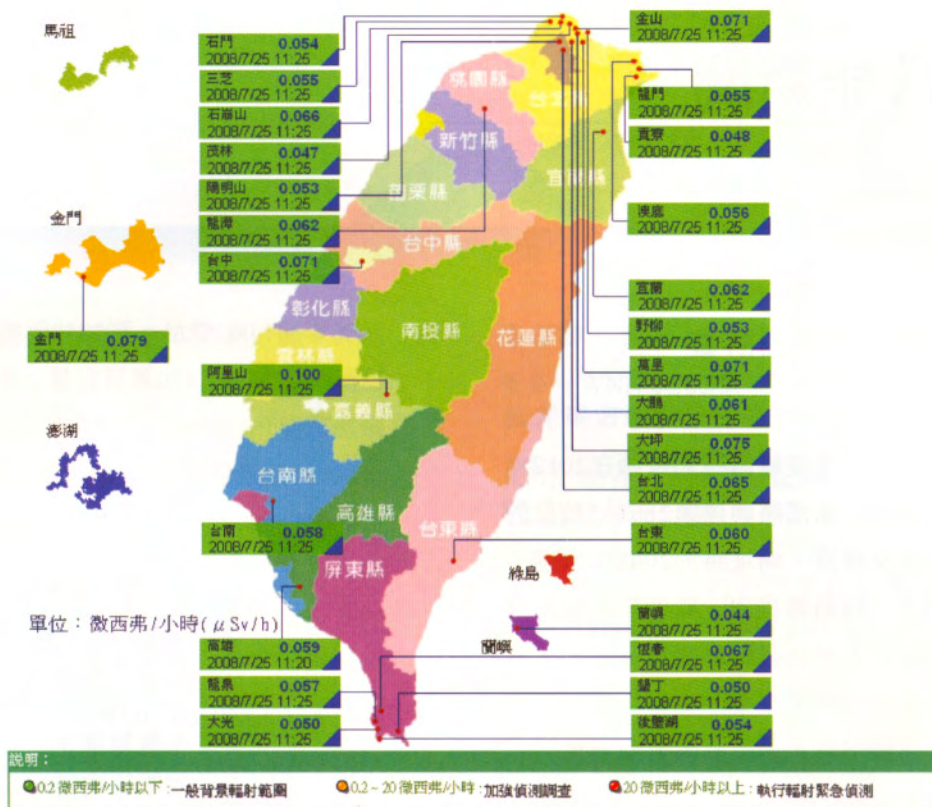 馬祖
石門 0.054
2008/7/25 11:25
三芝 0.055
2008/7/25 11:25
石崩山 0.066
2008/7/25 11:25
茂林 0.047
2008/7/25 11:25
陽明山 0.053
2008/7/25 11:25
龍潭 0.062
2008/7/25 11:25
台中 0.071
2008/7/25 11:25
金門
金門 0.079
2008/7/25 11:25
阿里山 0.100
2008/7/25 11:25
澎湖
台南 0.058
2008/7/25 11:25
單位：微西弗/小時(μSv/h)
高雄 0.059
2008/7/25 11:20
龍泉 0.057
2008/7/25 11:25
大光 0.050
2008/7/25 11:25
桃園縣
台北縣
新竹縣
苗栗縣
宜蘭縣
台中縣
彰化縣
南投縣
花蓮縣
雲林縣
嘉義縣
台南縣
高雄縣
台東縣
屏東縣
綠島
蘭嶼
金山 0.071
2008/7/25 11:25
龍門 0.055
2008/7/25 11:25
貢寮 0.048
2008/7/25 11:25
澳底 0.056
2008/7/25 11:25
宜蘭 0.062
2008/7/25 11:25
野柳 0.053
2008/7/25 11:25
萬里 0.071
2008/7/25 11:25
大鵬 0.061
2008/7/25 11:25
大坪 0.075
2008/7/25 11:25
台北 0.065
2008/7/25 11:25
台東 0.060
2008/7/25 11:25
蘭嶼 0.044
2008/7/25 11:25
恆春 0.067
2008/7/25 11:25
墾丁 0.050
2008/7/25 11:25
後壁湖 0.054
2008/7/25 11:25
說明：
0.2 微西弗/小時以下：一般背景輻射範圍
0.2～20 微西弗/小時：加強偵測調查
20 微西弗/小時以上：執行輻射緊急偵測